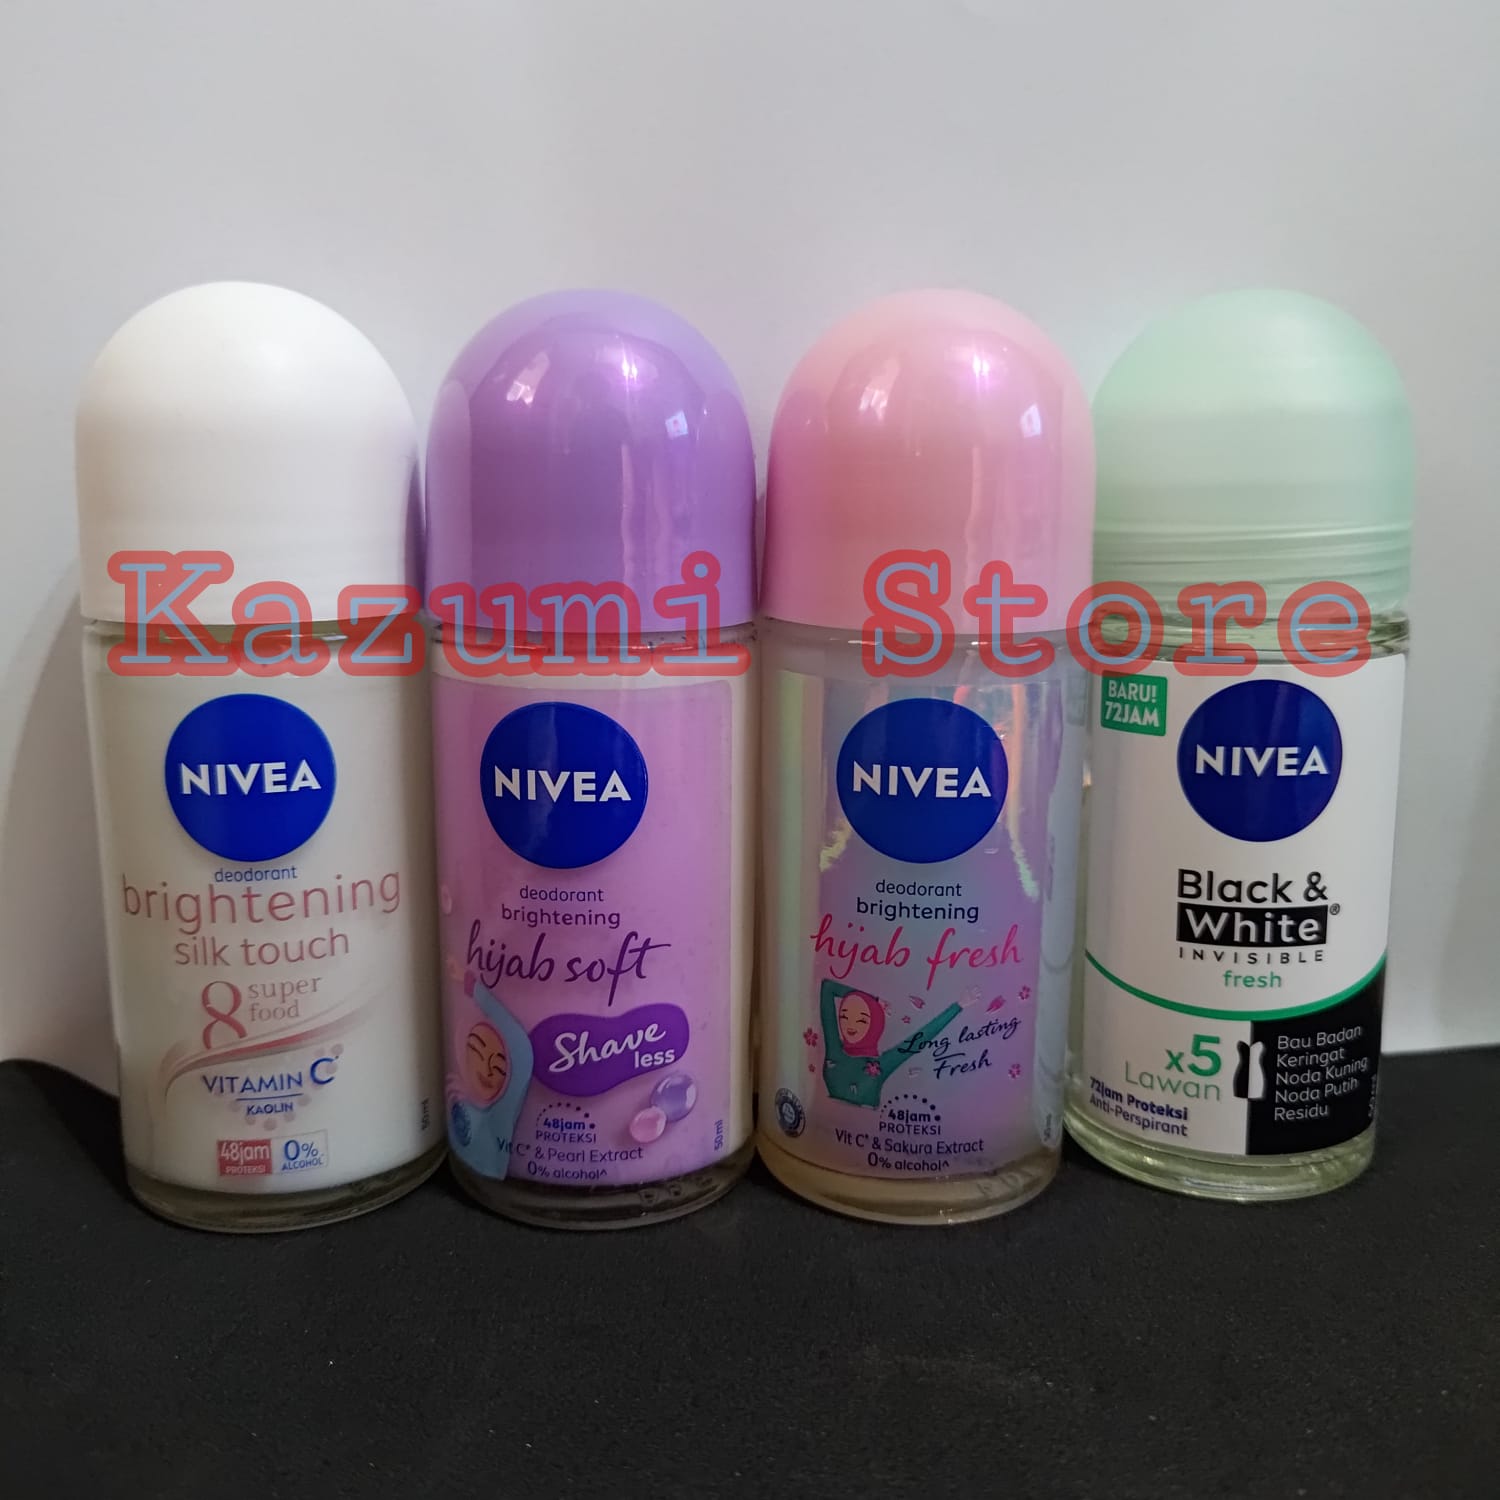 Kazumi Store
NIVEA
deodorant
brightening
silk touch
8 super
food
VITAMIN C*
KAOLIN
48jam
PROTEKSI
0%
ALCOHOL
50ml
NIVEA
deodorant
brightening
hijab soft
Shave
less
48jam
PROTEKSI
Vit C* & Pearl Extract
0% alcohol^
50ml
NIVEA
deodorant
brightening
hijab fresh
Long lasting
Fresh
48jam
PROTEKSI
Vit C* & Sakura Extract
0% alcohol^
50ml
BARU!
72JAM
NIVEA
Black &
White®
INVISIBLE
fresh
x5
Lawan
72jam Proteksi
Anti-Perspirant
Bau Badan
Keringat
Noda Kuning
Noda Putih
Residu